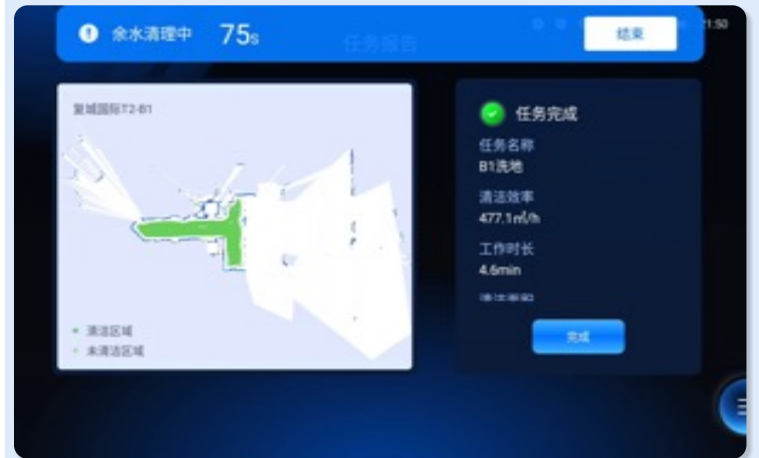 余水清理中 75s
任务报告
结束
1:50
复城国际T2-B1
清洁区域
未清洁区域
任务完成
任务名称
B1洗地
清洁效率
477.1㎡/h
工作时长
4.6min
完成